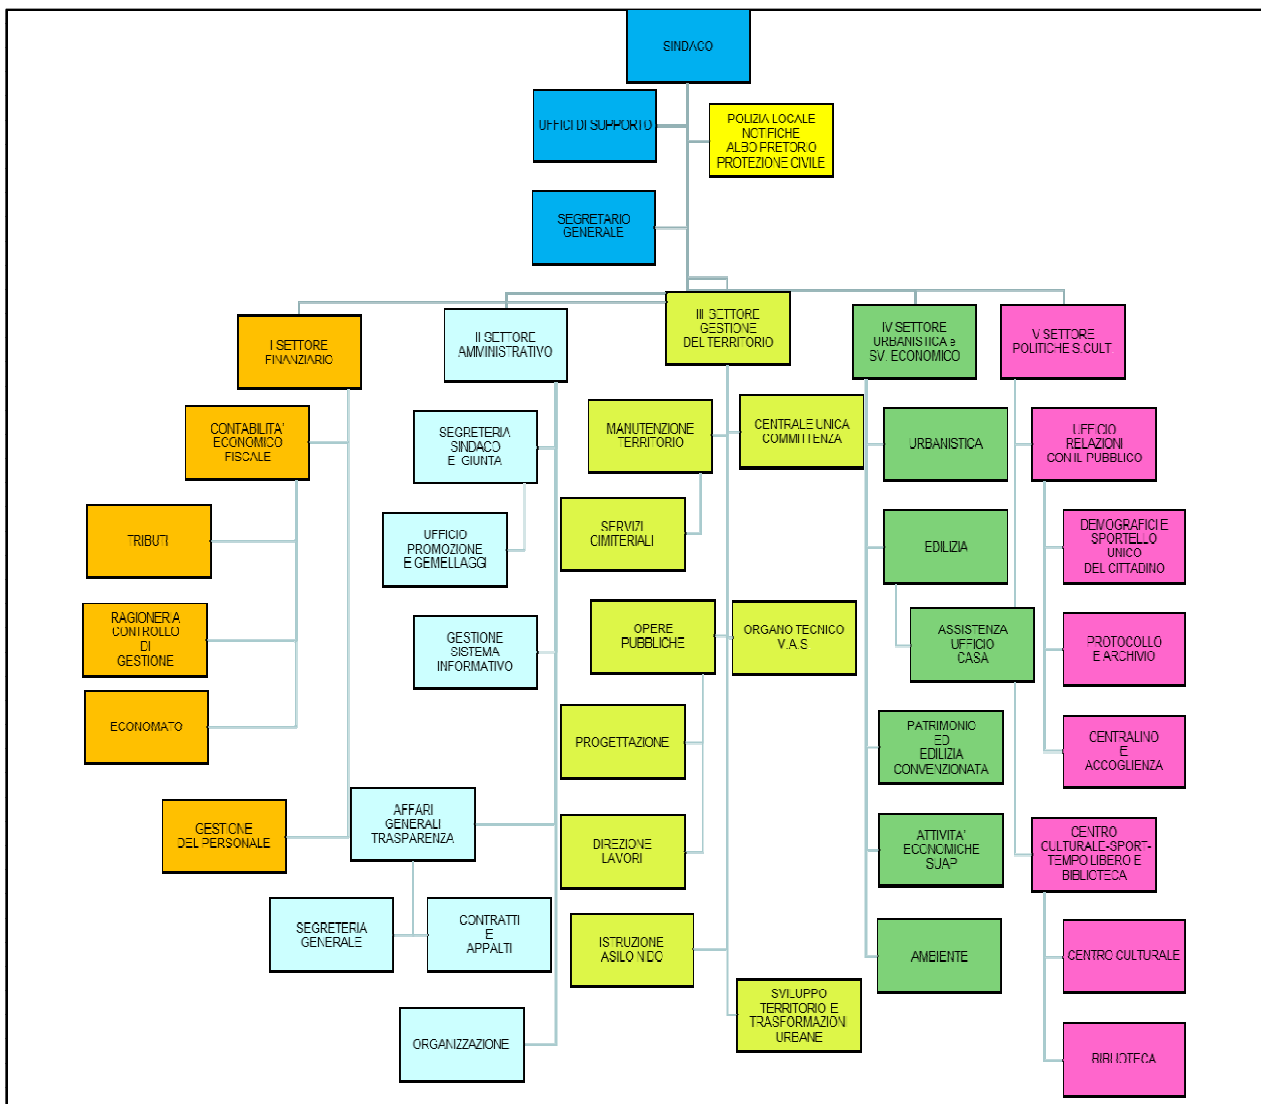 SINDACO
UFFICI DI SUPPORTO
POLIZIA LOCALE
NOTIFICHE
ALBO PRETORIO
PROTEZIONE CIVILE
SEGRETARIO
GENERALE
I SETTORE
FINANZIARIO
II SETTORE
AMMINISTRATIVO
III SETTORE
GESTIONE
DEL TERRITORIO
IV SETTORE
URBANISTICA e
SV. ECONOMICO
V SETTORE
POLITICHE S.CULT.
CONTABILITA'
ECONOMICO
FISCALE
TRIBUTI
RAGIONERIA
CONTROLLO
DI
GESTIONE
ECONOMATO
GESTIONE
DEL PERSONALE
SEGRETERIA
SINDACO
E GIUNTA
UFFICIO
PROMOZIONE
E GEMELLAGGI
GESTIONE
SISTEMA
INFORMATIVO
AFFARI
GENERALI
TRASPARENZA
SEGRETERIA
GENERALE
CONTRATTI
E
APPALTI
ORGANIZZAZIONE
MANUTENZIONE
TERRITORIO
CENTRALE UNICA
COMMITTENZA
SERVIZI
CIMITERIALI
OPERE
PUBBLICHE
ORGANO TECNICO
V.A.S
PROGETTAZIONE
DIREZIONE
LAVORI
ISTRUZIONE
ASILO NIDO
SVILUPPO
TERRITORIO E
TRASFORMAZIONI
URBANE
URBANISTICA
EDILIZIA
ASSISTENZA
UFFICIO
CASA
PATRIMONIO
ED
EDILIZIA
CONVENZIONATA
ATTIVITA'
ECONOMICHE
SUAP
AMBIENTE
UFFICIO
RELAZIONI
CON IL PUBBLICO
DEMOGRAFICI E
SPORTELLO
UNICO
DEL CITTADINO
PROTOCOLLO
E ARCHIVIO
CENTRALINO
E
ACCOGLIENZA
CENTRO
CULTURALE-SPORT-
TEMPO LIBERO E
BIBLIOTECA
CENTRO CULTURALE
BIBLIOTECA